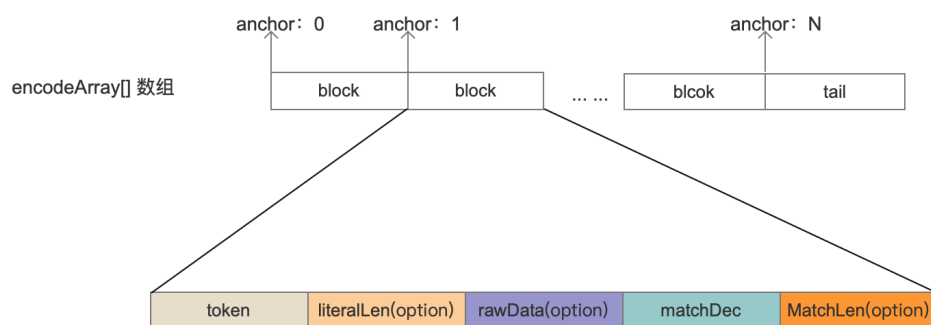 anchor：0 anchor：1 anchor：N
encodeArray[] 数组 block block ... ... blcok tail
token literalLen(option) rawData(option) matchDec MatchLen(option)